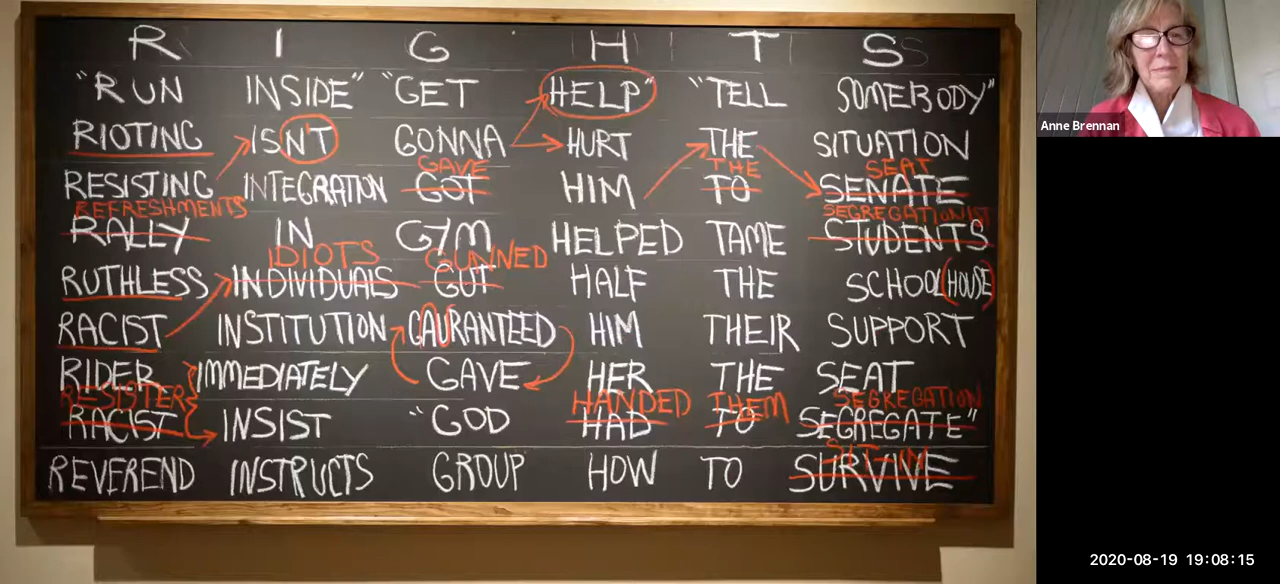 R I G H T S
"RUN INSIDE" "GET HELP" "TELL SOMEBODY"
RIOTING ISN'T GONNA HURT THE SITUATION
GAVE THE SEAT
RESISTING INTEGRATION GOT HIM TO SENATE
REFRESHMENTS SEGREGATIONIST
RALLY IN GYM HELPED TAME STUDENTS
IDIOTS GUNNED
RUTHLESS INDIVIDUALS GUT HALF THE SCHOOL(HOUSE)
RACIST INSTITUTION GAURANTEED HIM THEIR SUPPORT
RIDER IMMEDIATELY GAVE HER THE SEAT
RESISTER HANDED THEM SEGREGATION
RACIST INSIST "GOD HAD TO SEGREGATE"
SIT-IN
REVEREND INSTRUCTS GROUP HOW TO SURVIVE
Anne Brennan
2020-08-19 19:08:15